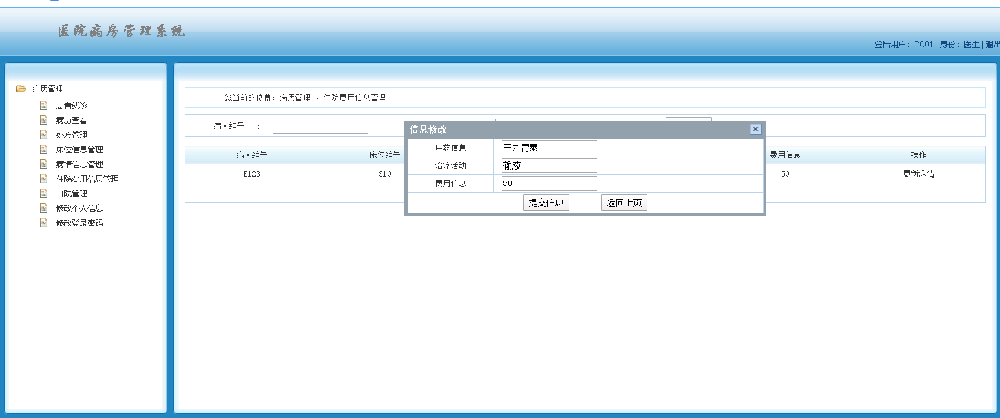 医院病房管理系统
登陆用户：D001 | 身份：医生 | 退出
病历管理
患者就诊
病历查看
处方管理
床位信息管理
病情信息管理
住院费用信息管理
出院管理
修改个人信息
修改登录密码
您当前的位置：病历管理 > 住院费用信息管理
病人编号 ：
病人编号 床位编号 费用信息 操作
B123 310 50 更新病情
信息修改
用药信息 三九胃泰
治疗活动 输液
费用信息 50
提交信息 返回上页